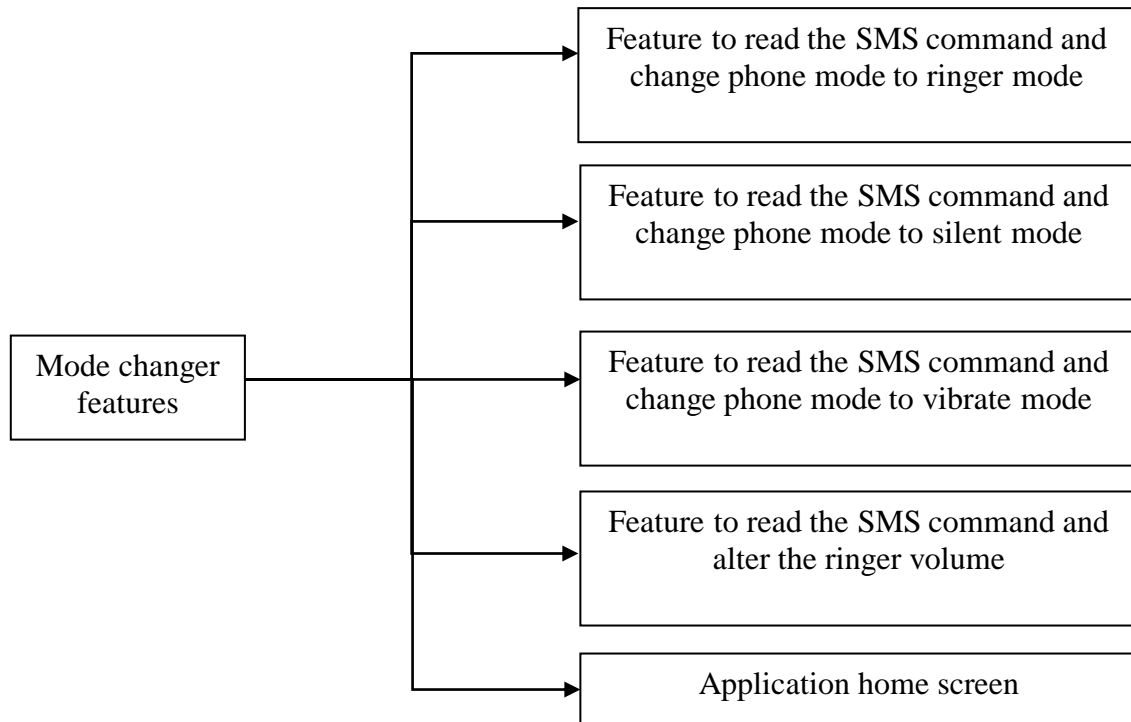 Feature to read the SMS command and
change phone mode to ringer mode
Feature to read the SMS command and
change phone mode to silent mode
Mode changer
features
Feature to read the SMS command and
change phone mode to vibrate mode
Feature to read the SMS command and
alter the ringer volume
Application home screen